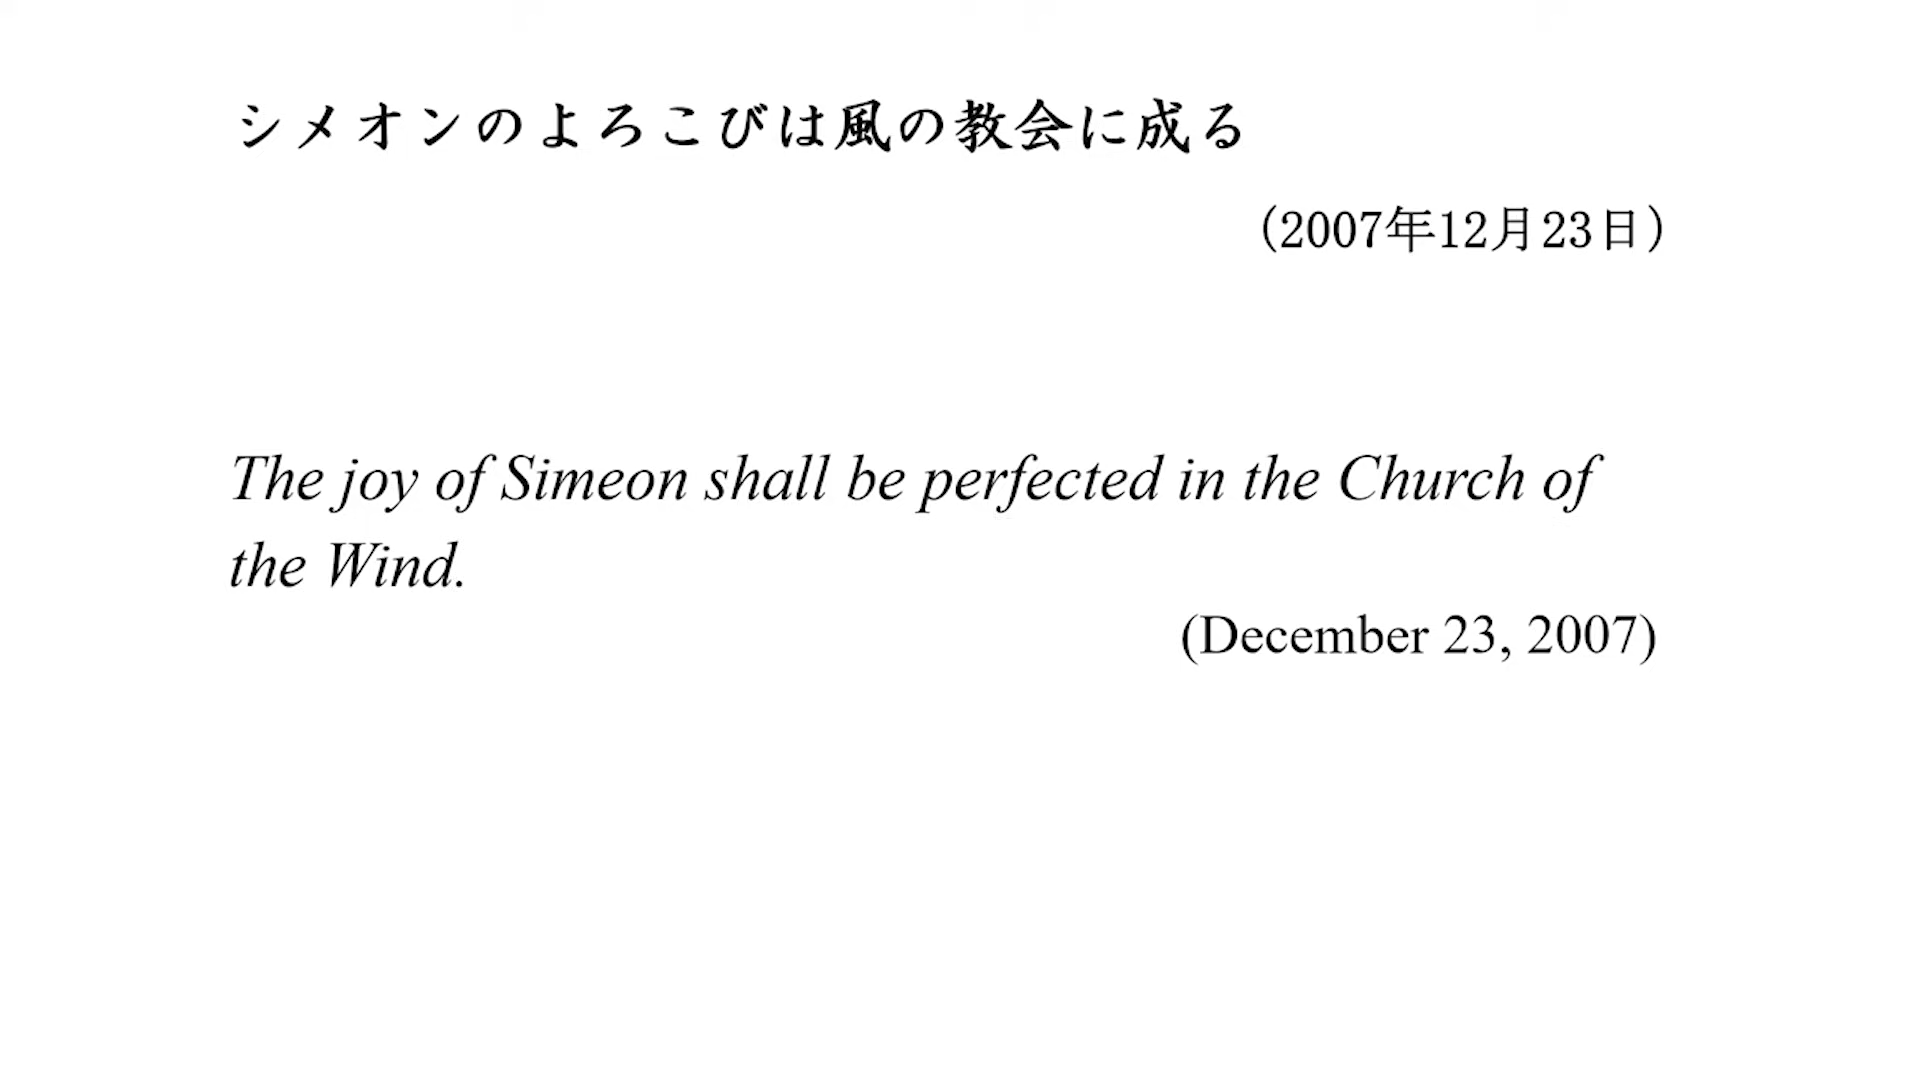 シメオンのよろこびは風の教会に成る
（2007年12月23日）
The joy of Simeon shall be perfected in the Church of
the Wind.
(December 23, 2007)